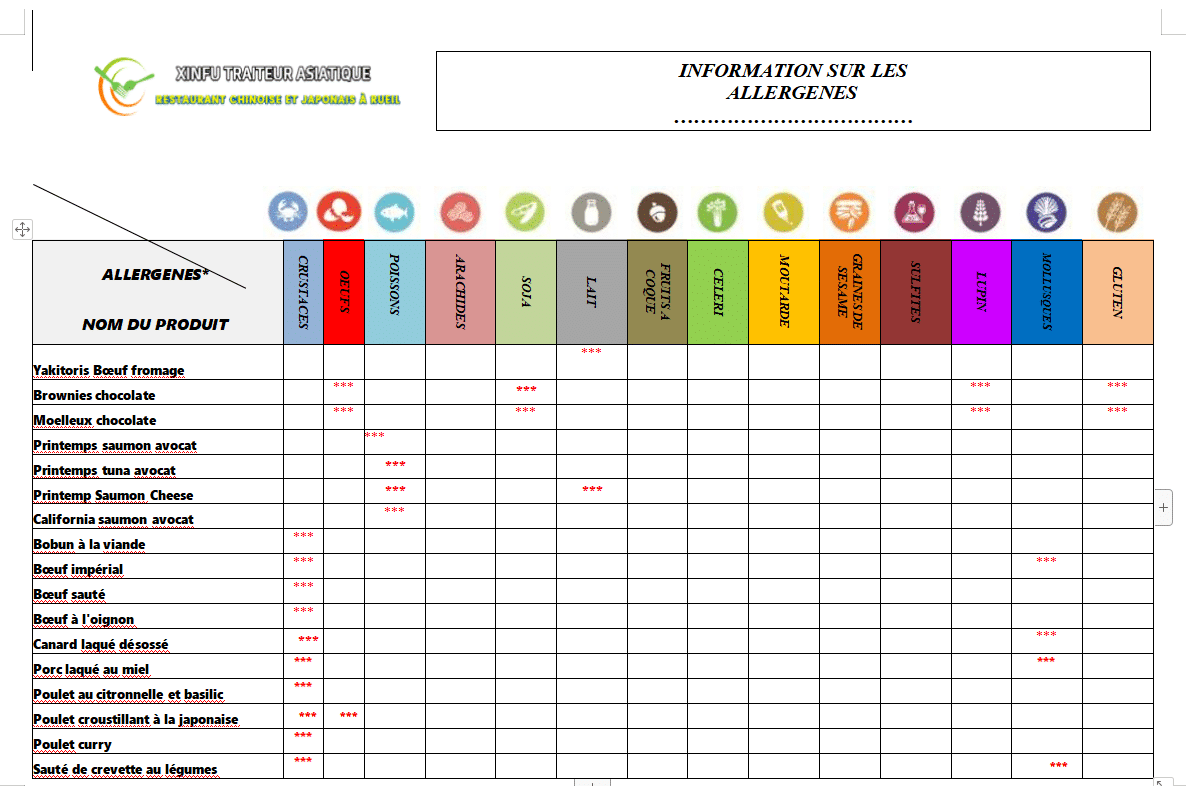 XINFU TRAITEUR ASIATIQUE
RESTAURANT CHINOISE ET JAPONAIS À RUEIL
INFORMATION SUR LES
ALLERGENES
……………………………
ALLERGENES*
NOM DU PRODUIT
CRUSTACES
OEUFS
POISSONS
ARACHIDES
SOJA
LAIT
FRUITS A
COQUE
CELERI
MOUTARDE
GRAINES DE
SESAME
SULFITES
LUPIN
MOLLUSQUES
GLUTEN
Yakitoris Bœuf fromage ***
Brownies chocolate *** *** *** ***
Moelleux chocolate *** *** *** ***
Printemps saumon avocat ***
Printemps tuna avocat ***
Printemp Saumon Cheese *** ***
California saumon avocat ***
Bobun à la viande ***
Bœuf impérial *** ***
Bœuf sauté ***
Bœuf à l'oignon ***
Canard laqué désossé *** ***
Porc laqué au miel *** ***
Poulet au citronnelle et basilic ***
Poulet croustillant à la japonaise *** ***
Poulet curry ***
Sauté de crevette au légumes *** ***